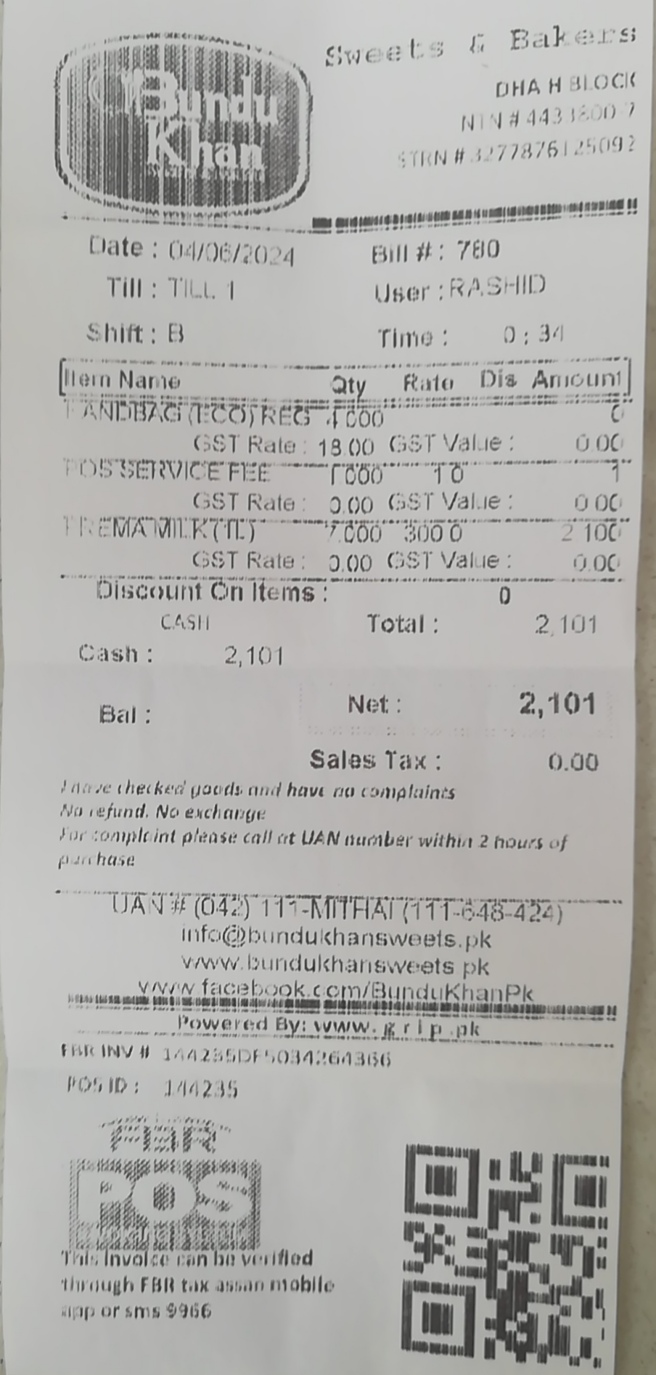 Bundu
Khan
Sweets & Bakers
DHA H BLOCK
NTN # 4433800-7
STRN # 3277876125092
Date : 04/06/2024 Bill # : 780
Till : TILL 1 User : RASHID
Shift : B Time : 0 : 34
Item Name Qty Rate Dis Amount
HANDBAG (ECO) REG 4.000 0
GST Rate : 18.00 GST Value : 0.00
POS SERVICE FEE 1.000 1.0 1
GST Rate : 0.00 GST Value : 0.00
PREMA MILK (1L) 7.000 300.0 2,100
GST Rate : 0.00 GST Value : 0.00
Discount On Items : 0
CASH Total : 2,101
Cash : 2,101
Bal : Net : 2,101
Sales Tax : 0.00
I have checked goods and have no complaints
No refund. No exchange
For complaint please call at UAN number within 2 hours of
purchase
UAN # (042) 111-MITHAI (111-648-424)
info@bundukhansweets.pk
www.bundukhansweets.pk
www.facebook.com/BunduKhanPk
Powered By: www. g r i p .pk
FBR INV # 144235DF5034264366
POS ID : 144235
FBR
POS
This Invoice can be verified
through FBR tax assan mobile
app or sms 9966